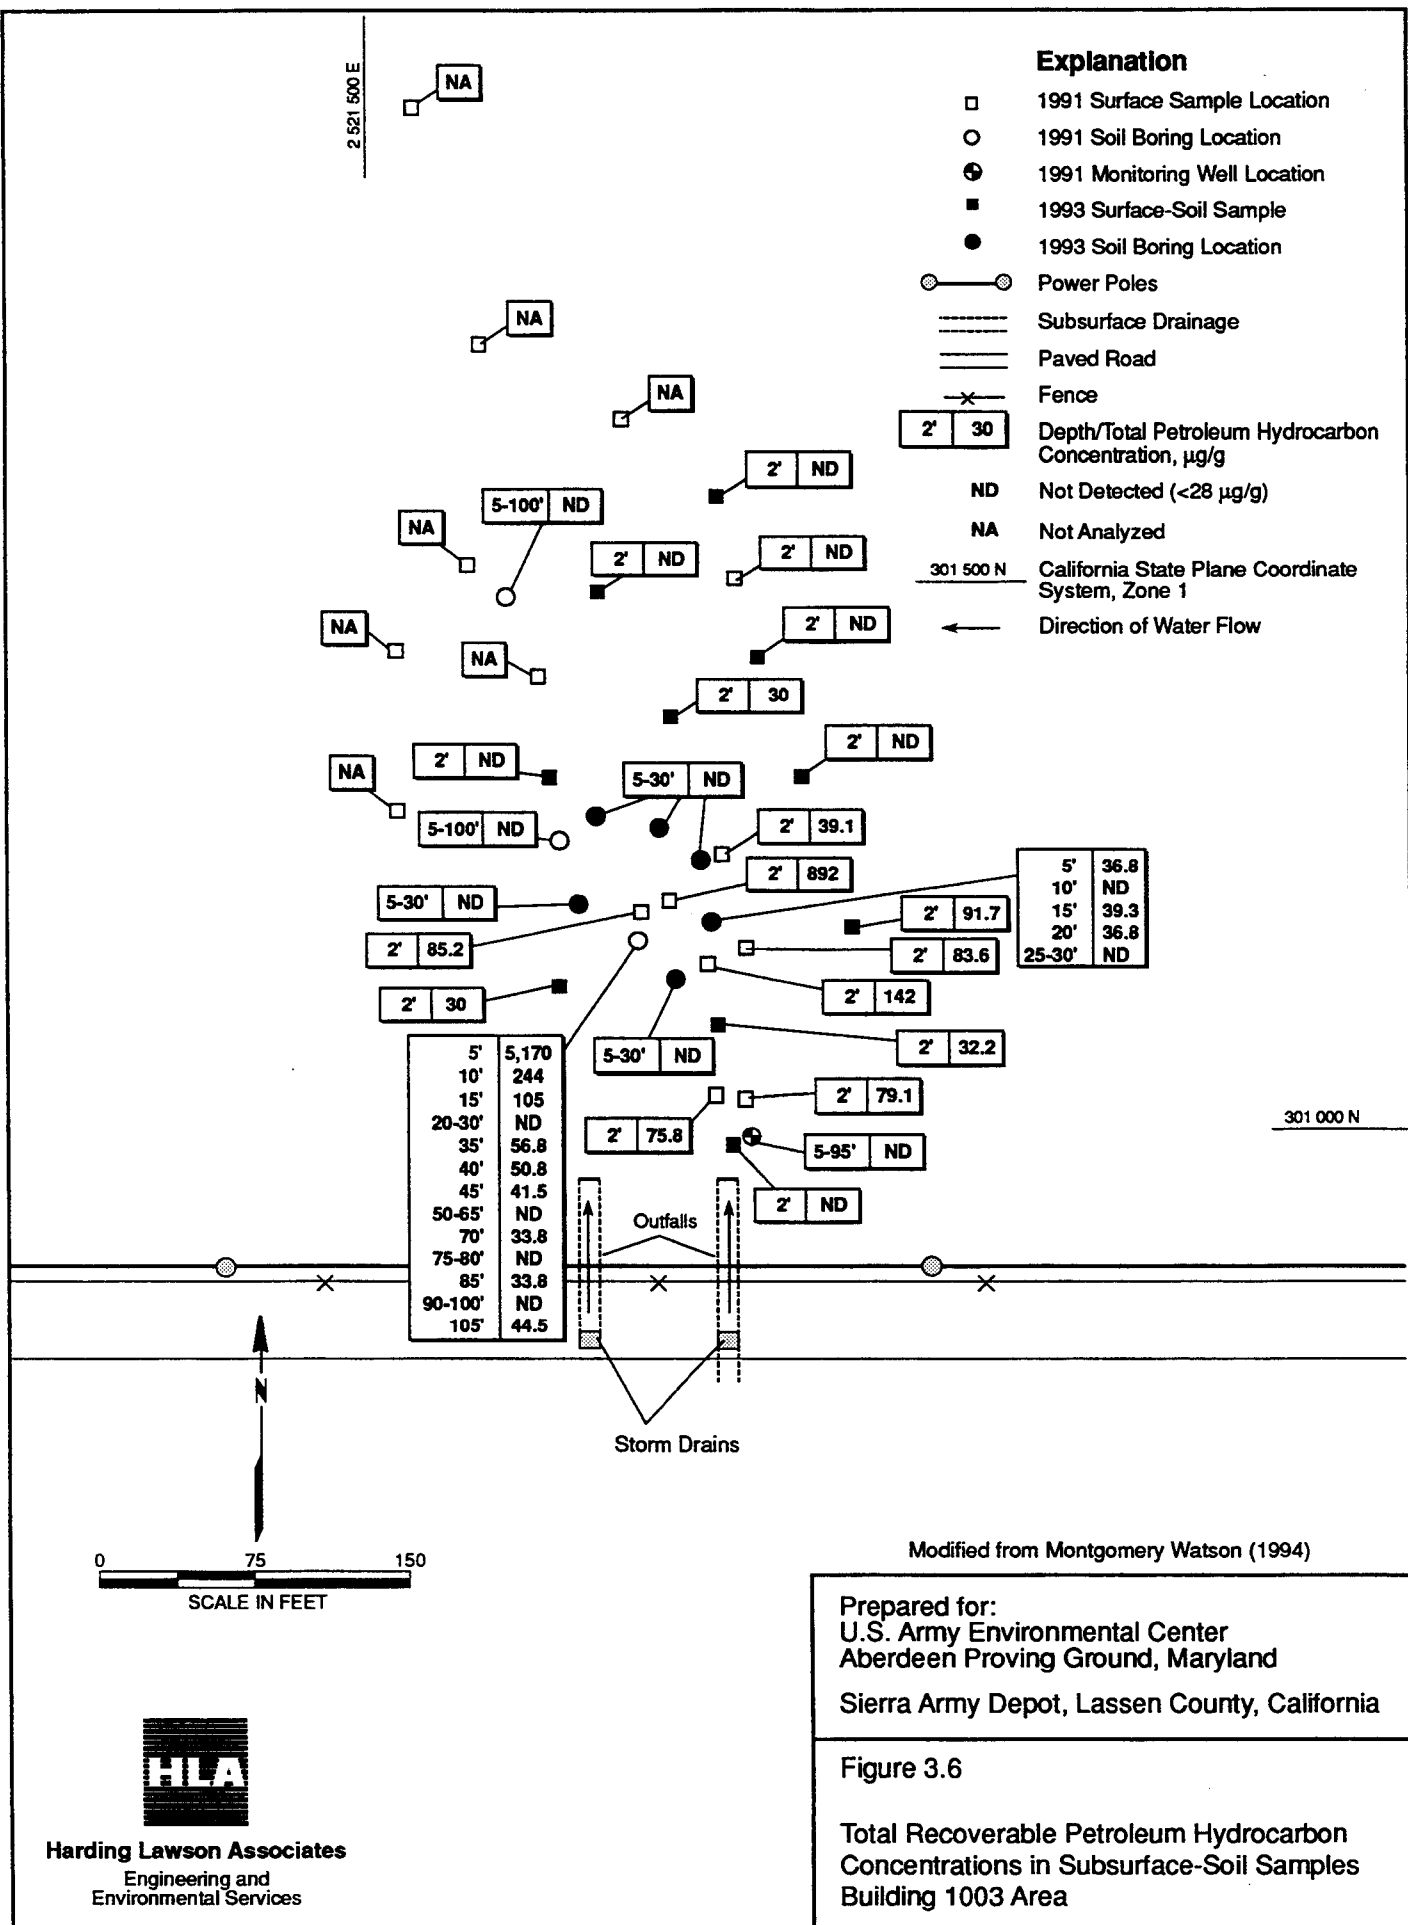 2 521 500 E
NA
Explanation
1991 Surface Sample Location
1991 Soil Boring Location
1991 Monitoring Well Location
1993 Surface-Soil Sample
1993 Soil Boring Location
Power Poles
Subsurface Drainage
Paved Road
Fence
2' 30 Depth/Total Petroleum Hydrocarbon
Concentration, µg/g
ND Not Detected (<28 µg/g)
NA Not Analyzed
301 500 N California State Plane Coordinate
System, Zone 1
Direction of Water Flow
NA
NA
2' ND
5-100' ND
NA
2' ND
2' ND
2' ND
NA
NA
2' 30
2' ND
2' ND
NA
5-30' ND
5-100' ND
2' 39.1
2' 892
5' 36.8
10' ND
15' 39.3
20' 36.8
25-30' ND
5-30' ND
2' 91.7
2' 85.2
2' 83.6
2' 30
2' 142
2' 32.2
5-30' ND
5' 5,170
10' 244
15' 105
20-30' ND
35' 56.8
40' 50.8
45' 41.5
50-65' ND
70' 33.8
75-80' ND
85' 33.8
90-100' ND
105' 44.5
2' 79.1
2' 75.8
301 000 N
5-95' ND
2' ND
Outfalls
N
Storm Drains
0 75 150
SCALE IN FEET
Modified from Montgomery Watson (1994)
Prepared for:
U.S. Army Environmental Center
Aberdeen Proving Ground, Maryland
Sierra Army Depot, Lassen County, California
HLA
Harding Lawson Associates
Engineering and
Environmental Services
Figure 3.6
Total Recoverable Petroleum Hydrocarbon
Concentrations in Subsurface-Soil Samples
Building 1003 Area